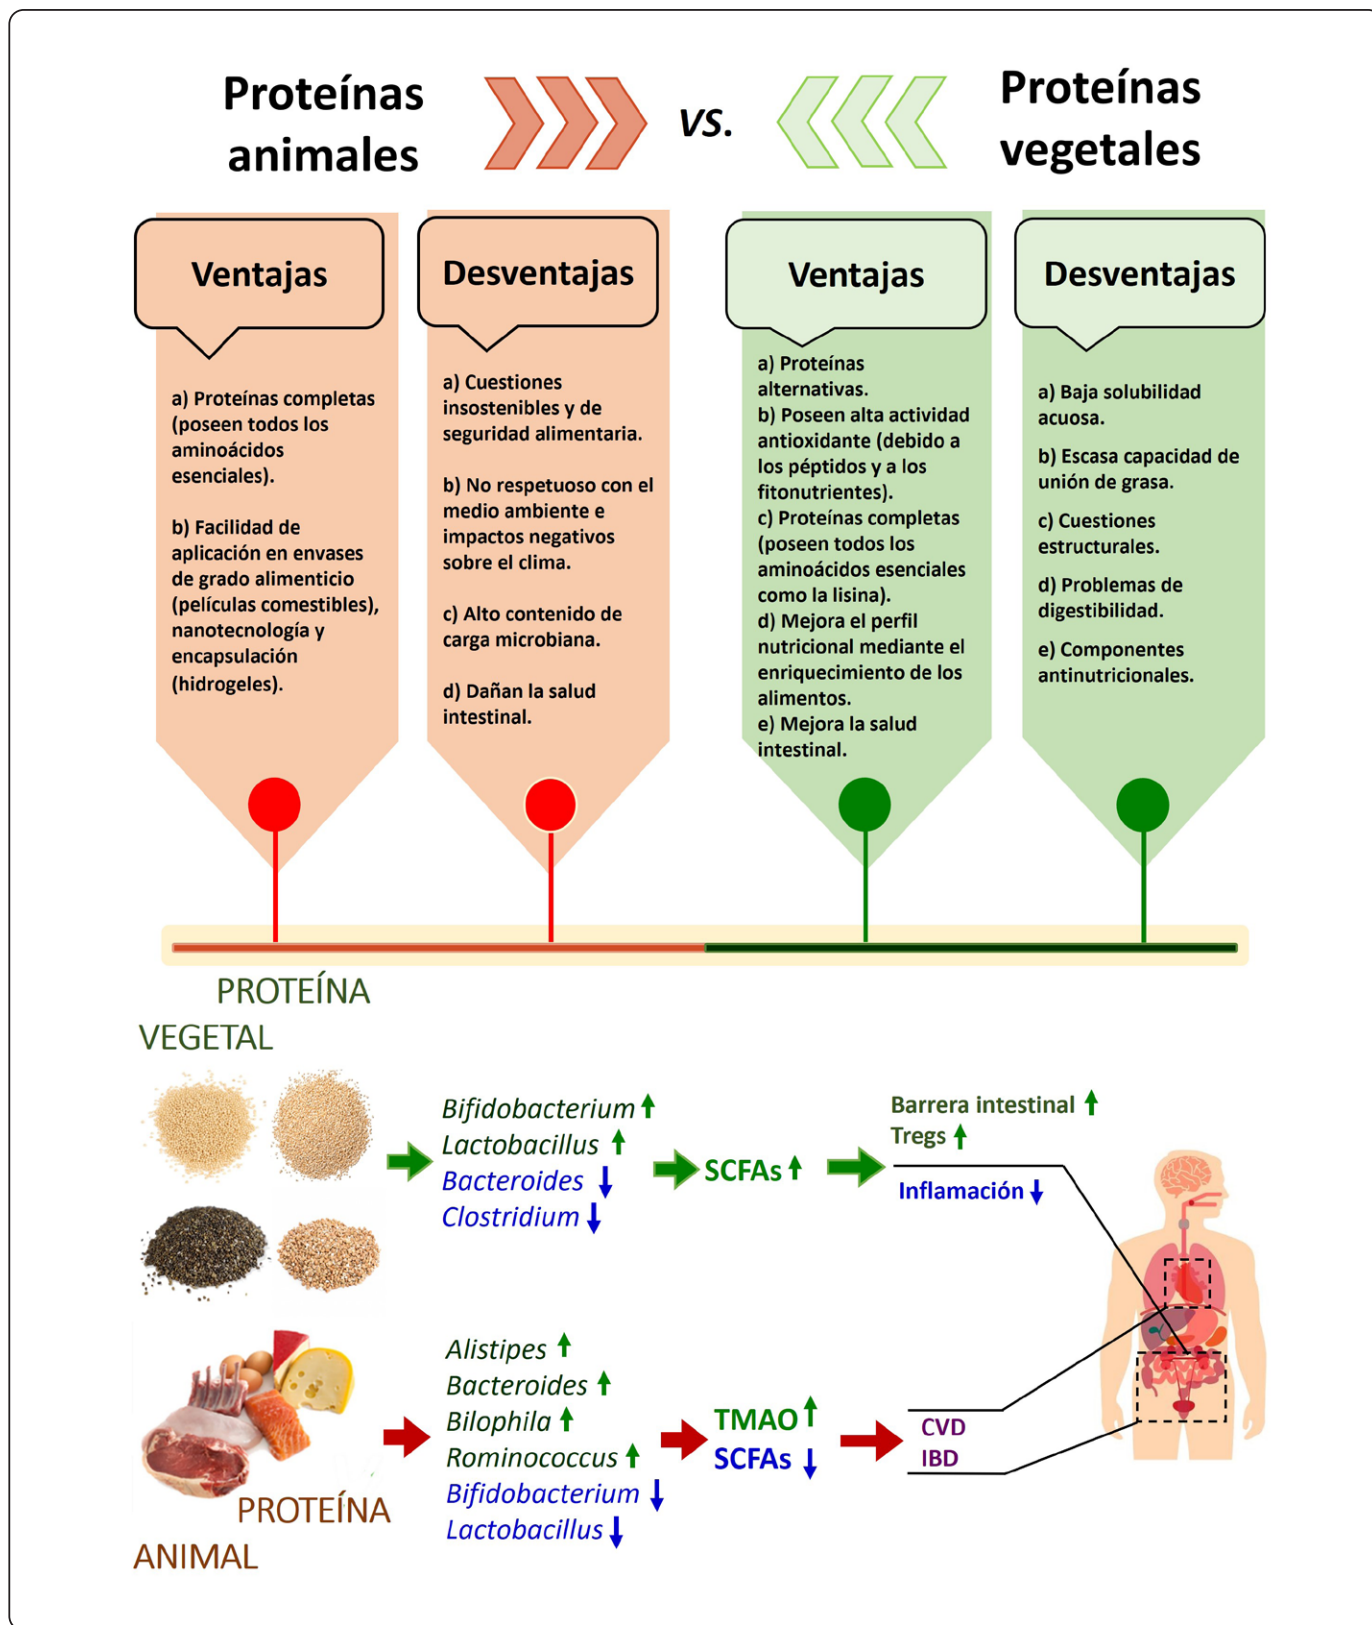 Proteínas
animales
VS.
Proteínas
vegetales
Ventajas
a) Proteínas completas
(poseen todos los
aminoácidos
esenciales).
b) Facilidad de
aplicación en envases
de grado alimenticio
(películas comestibles),
nanotecnología y
encapsulación
(hidrogeles).
Desventajas
a) Cuestiones
insostenibles y de
seguridad alimentaria.
b) No respetuoso con el
medio ambiente e
impactos negativos
sobre el clima.
c) Alto contenido de
carga microbiana.
d) Dañan la salud
intestinal.
Ventajas
a) Proteínas
alternativas.
b) Poseen alta actividad
antioxidante (debido a
los péptidos y a los
fitonutrientes).
c) Proteínas completas
(poseen todos los
aminoácidos esenciales
como la lisina).
d) Mejora el perfil
nutricional mediante el
enriquecimiento de los
alimentos.
e) Mejora la salud
intestinal.
Desventajas
a) Baja solubilidad
acuosa.
b) Escasa capacidad de
unión de grasa.
c) Cuestiones
estructurales.
d) Problemas de
digestibilidad.
e) Componentes
antinutricionales.
PROTEÍNA
VEGETAL
Bifidobacterium
Lactobacillus
Bacteroides
Clostridium
SCFAs
Barrera intestinal
Tregs
Inflamación
Alistipes
Bacteroides
Bilophila
Rominococcus
Bifidobacterium
Lactobacillus
TMAO
SCFAs
CVD
IBD
PROTEÍNA
ANIMAL